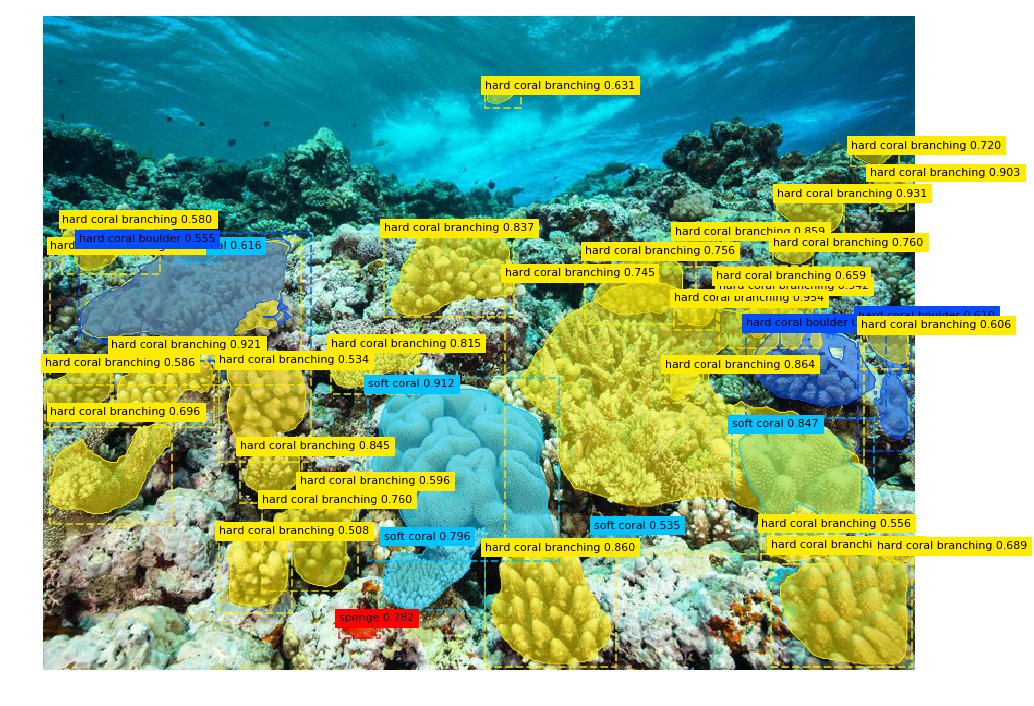 hard coral branching 0.631
hard coral branching 0.720
hard coral branching 0.903
hard coral branching 0.931
hard coral branching 0.580
hard coral branching 0.837
hard coral branching 0.859
hard coral boulder 0.555
hard
al 0.616
hard coral branching 0.760
hard coral branching 0.756
hard coral branching 0.745
hard coral branching 0.659
hard coral branching 0.942
hard coral branching 0.954
hard coral boulder 0.610
hard coral boulder
hard coral branching 0.606
hard coral branching 0.921
hard coral branching 0.815
hard coral branching 0.586
hard coral branching 0.534
hard coral branching 0.864
soft coral 0.912
hard coral branching 0.696
soft coral 0.847
hard coral branching 0.845
hard coral branching 0.596
hard coral branching 0.760
hard coral branching 0.508
soft coral 0.796
soft coral 0.535
hard coral branching 0.556
hard coral branchi
hard coral branching 0.689
hard coral branching 0.860
sponge 0.782